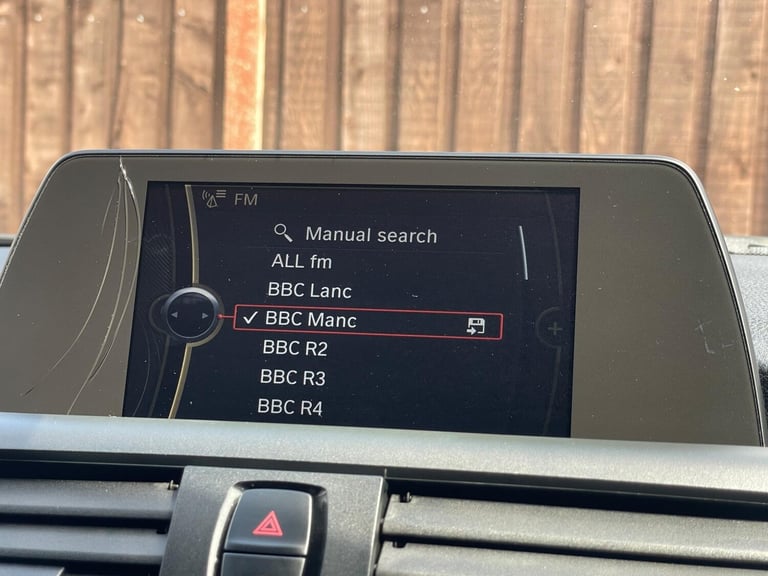 FM
Manual search
ALL fm
BBC Lanc
BBC Manc
BBC R2
BBC R3
BBC R4